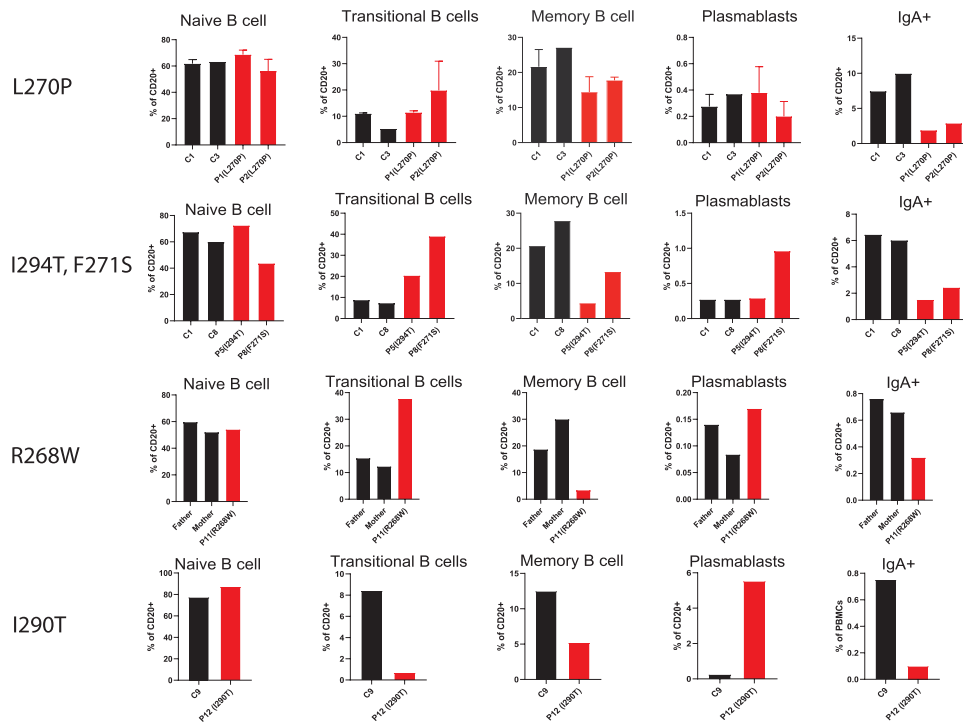 L270P
Naive B cell
% of CD20+
80
60
40
20
0
C1
C3
P1(L270P)
P2(L270P)
Transitional B cells
% of CD20+
40
30
20
10
0
C1
C3
P1(L270P)
P2(L270P)
Memory B cell
% of CD20+
30
20
10
0
C1
C3
P1(L270P)
P2(L270P)
Plasmablasts
% of CD20+
0.8
0.6
0.4
0.2
0.0
C1
C3
P1(L270P)
P2(L270P)
IgA+
% of CD20+
15
10
5
0
C1
C3
P1(L270P)
P2(L270P)
I294T, F271S
Naive B cell
% of CD20+
80
60
40
20
0
C1
C8
P5(I294T)
P8(F271S)
Transitional B cells
% of CD20+
50
40
30
20
10
0
C1
C8
P5(I294T)
P8(F271S)
Memory B cell
% of CD20+
30
20
10
0
C1
C8
P5(I294T)
P8(F271S)
Plasmablasts
% of CD20+
1.5
1.0
0.5
0.0
C1
C8
P5(I294T)
P8(F271S)
IgA+
% of CD20+
8
6
4
2
0
C1
C8
P5(I294T)
P8(F271S)
R268W
Naive B cell
% of CD20+
80
60
40
20
0
Father
Mother
P11(R268W)
Transitional B cells
% of CD20+
40
30
20
10
0
Father
Mother
P11(R268W)
Memory B cell
% of CD20+
40
30
20
10
0
Father
Mother
P11(R268W)
Plasmablasts
% of CD20+
0.20
0.15
0.10
0.05
0.00
Father
Mother
P11(R268W)
IgA+
% of CD20+
0.8
0.6
0.4
0.2
0.0
Father
Mother
P11(R268W)
I290T
Naive B cell
% of CD20+
100
80
60
40
20
0
C9
P12 (I290T)
Transitional B cells
% of CD20+
10
8
6
4
2
0
C9
P12 (I290T)
Memory B cell
% of CD20+
15
10
5
0
C9
P12 (I290T)
Plasmablasts
% of CD20+
6
4
2
0
C9
P12 (I290T)
IgA+
% of PBMCs
0.8
0.6
0.4
0.2
0.0
C9
P12 (I290T)